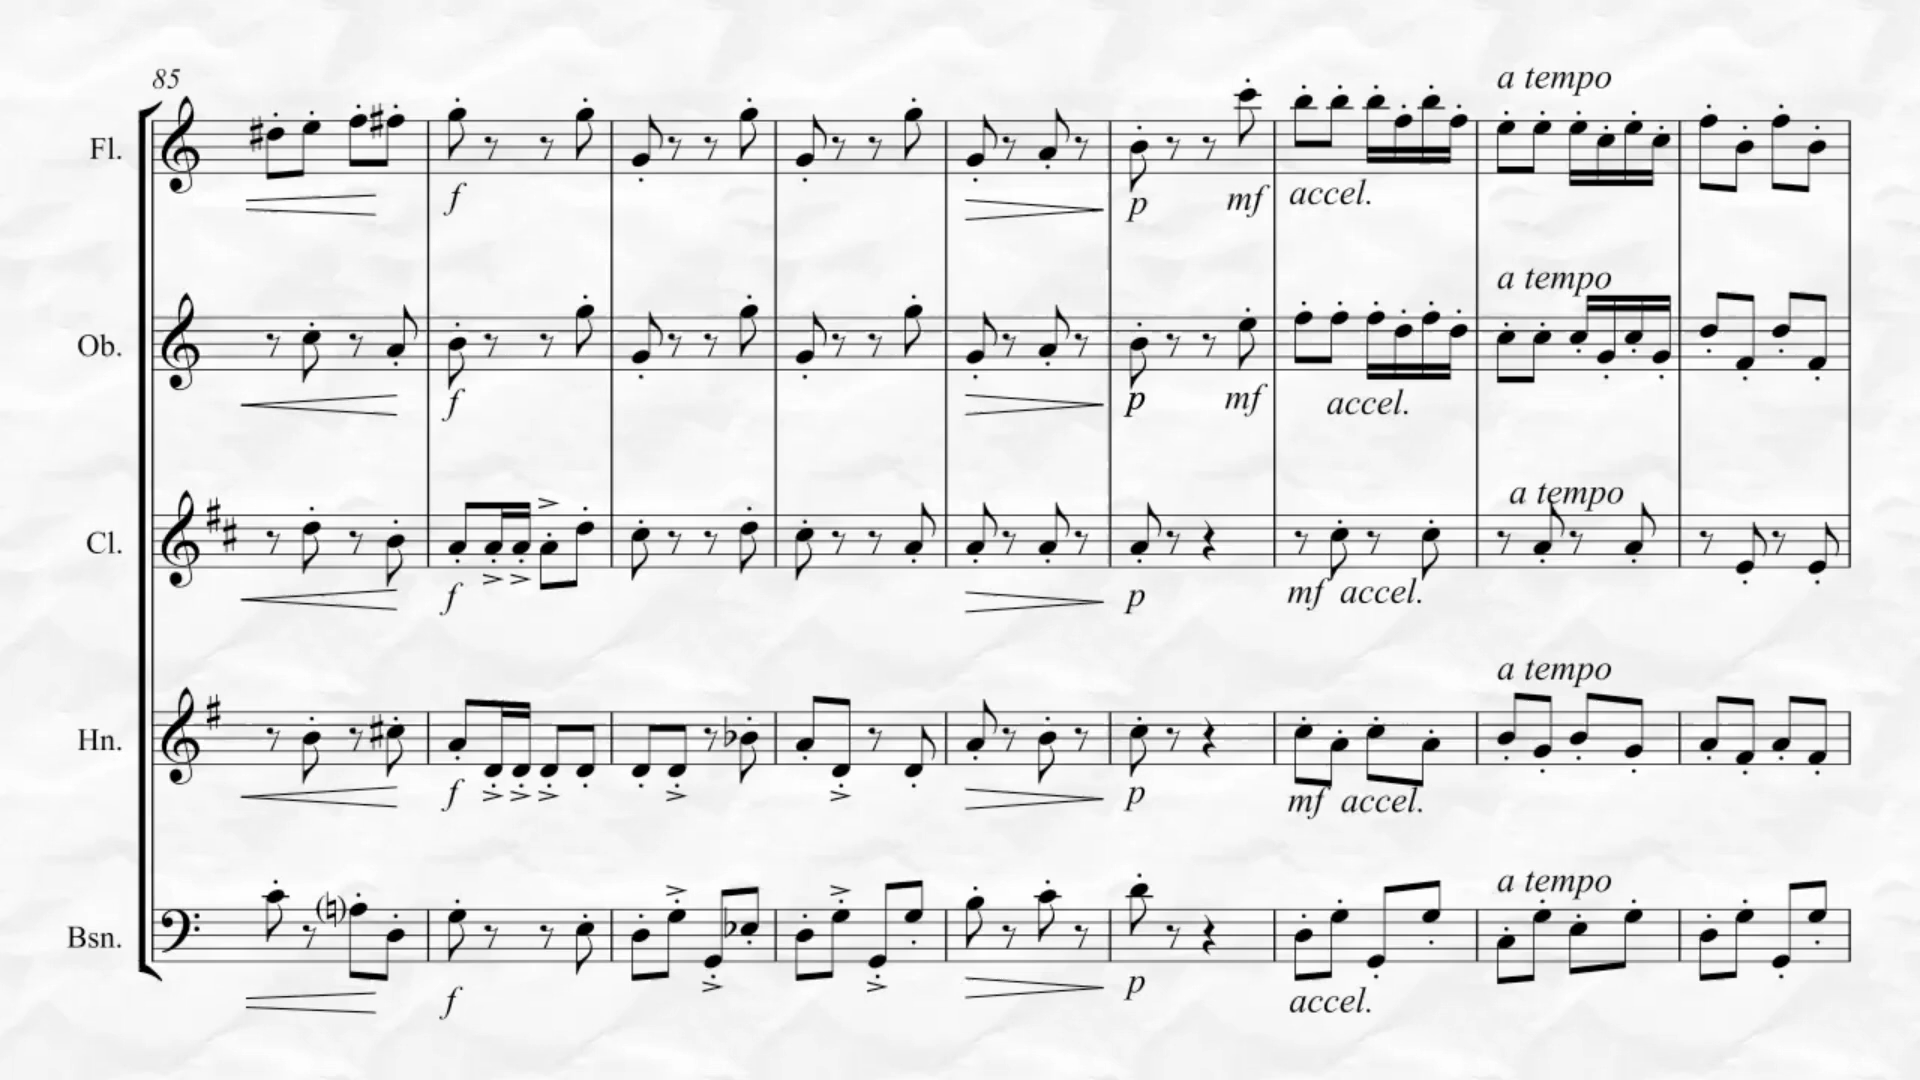 85
a tempo
Fl.
f
p
mf
accel.
a tempo
Ob.
f
p
mf
accel.
a tempo
Cl.
f
p
mf accel.
a tempo
Hn.
f
p
mf accel.
a tempo
Bsn.
f
p
accel.